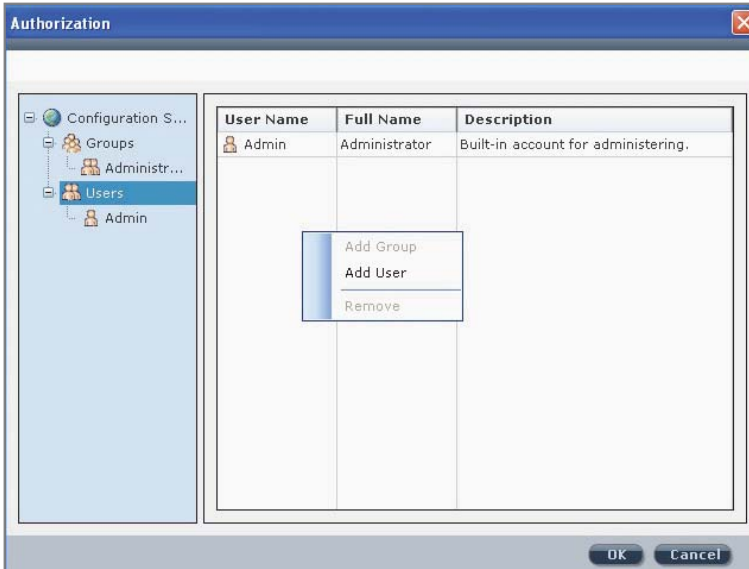 Authorization
Configuration S...
Groups
Administr...
Users
Admin
User Name Full Name Description
Admin Administrator Built-in account for administering.
Add Group
Add User
Remove
OK Cancel